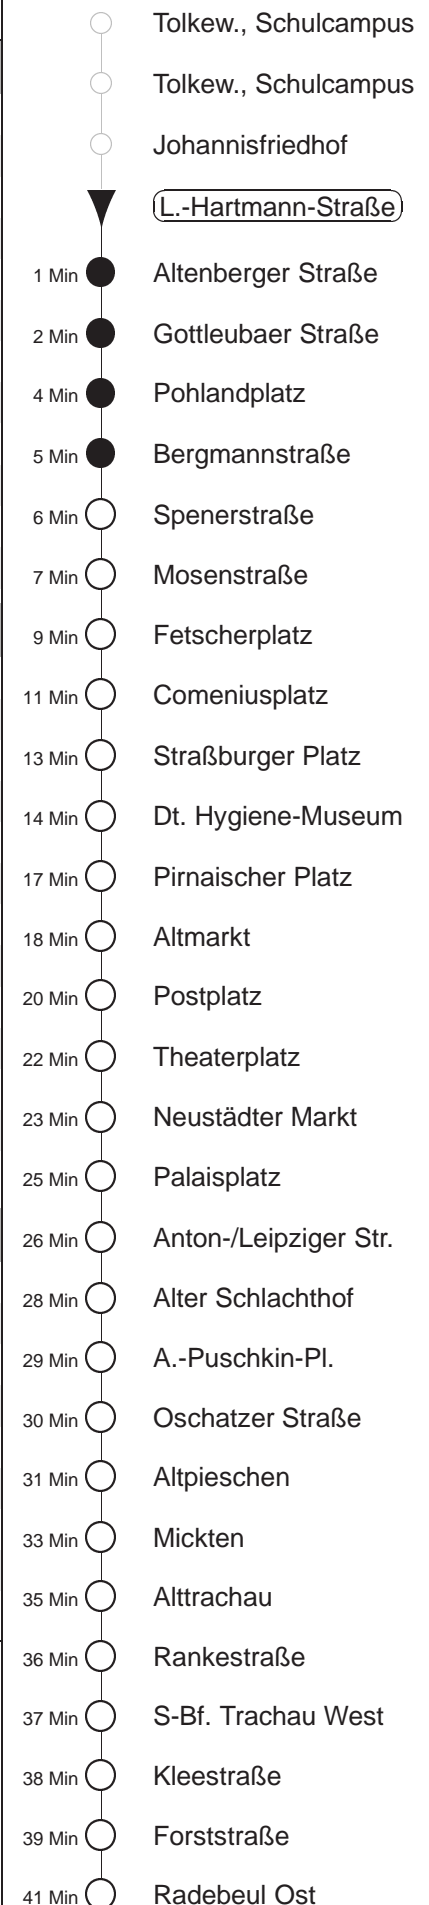 Tolkew., Schulcampus
Tolkew., Schulcampus
Johannisfriedhof
L.-Hartmann-Straße
1 Min Altenberger Straße
2 Min Gottleubaer Straße
4 Min Pohlandplatz
5 Min Bergmannstraße
6 Min Spenerstraße
7 Min Mosenstraße
9 Min Fetscherplatz
11 Min Comeniusplatz
13 Min Straßburger Platz
14 Min Dt. Hygiene-Museum
17 Min Pirnaischer Platz
18 Min Altmarkt
20 Min Postplatz
22 Min Theaterplatz
23 Min Neustädter Markt
25 Min Palaisplatz
26 Min Anton-/Leipziger Str.
28 Min Alter Schlachthof
29 Min A.-Puschkin-Pl.
30 Min Oschatzer Straße
31 Min Altpieschen
33 Min Mickten
35 Min Alttrachau
36 Min Rankestraße
37 Min S-Bf. Trachau West
38 Min Kleestraße
39 Min Forststraße
41 Min Radebeul Ost